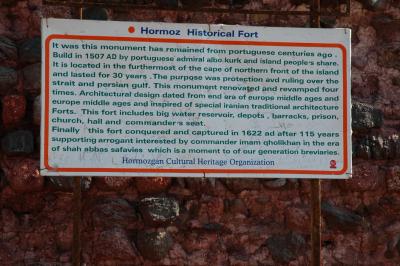 Hormoz Historical Fort
It was this monument has remained from portuguese centuries ago .
Build in 1507 AD by portuguese admiral albo kurk and island people's share.
It is located in the furthermost of the cape of northern front of the island
and lasted for 30 years . The purpose was protection avd ruling over the
strait and persian gulf. This monument renovated and revamped four
times. Architectural design dated from end era of europe middle ages and
europe middle ages and inspired of special iranian traditional architecture
Forts. This fort includes big water reservoir, depots , barracks, prison,
church, hall and commander,s seat.
Finally this fort conquered and captured in 1622 ad after 115 years
supporting arrogant interested by commander imam qholikhan in the era
of shah abbas safavies which is a moment to of our generation breviaries.
Hormozgan Cultural Heritage Organization